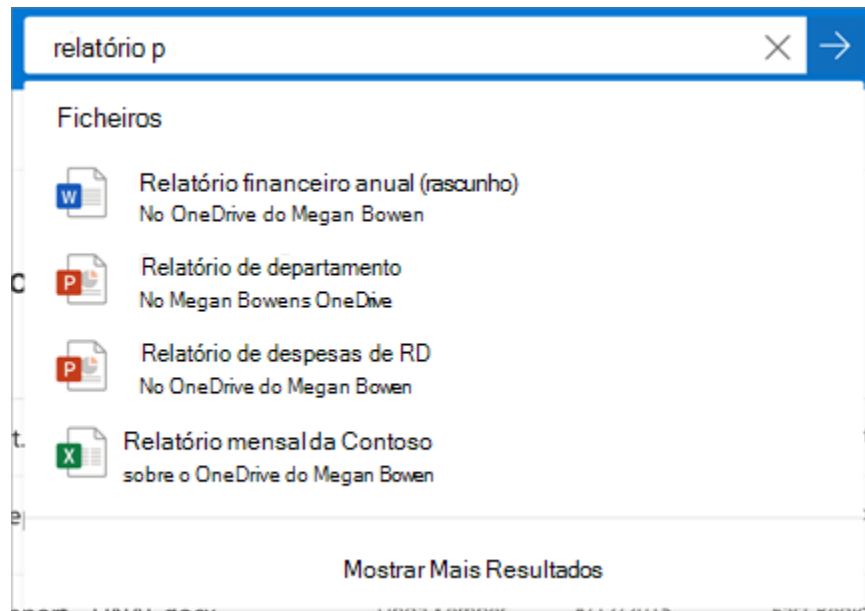 relatório p
Ficheiros
Relatório financeiro anual (rascunho)
No OneDrive do Megan Bowen
Relatório de departamento
No Megan Bowens OneDive
Relatório de despesas de RD
No OneDrive do Megan Bowen
Relatório mensal da Contoso
sobre o OneDrive do Megan Bowen
Mostrar Mais Resultados